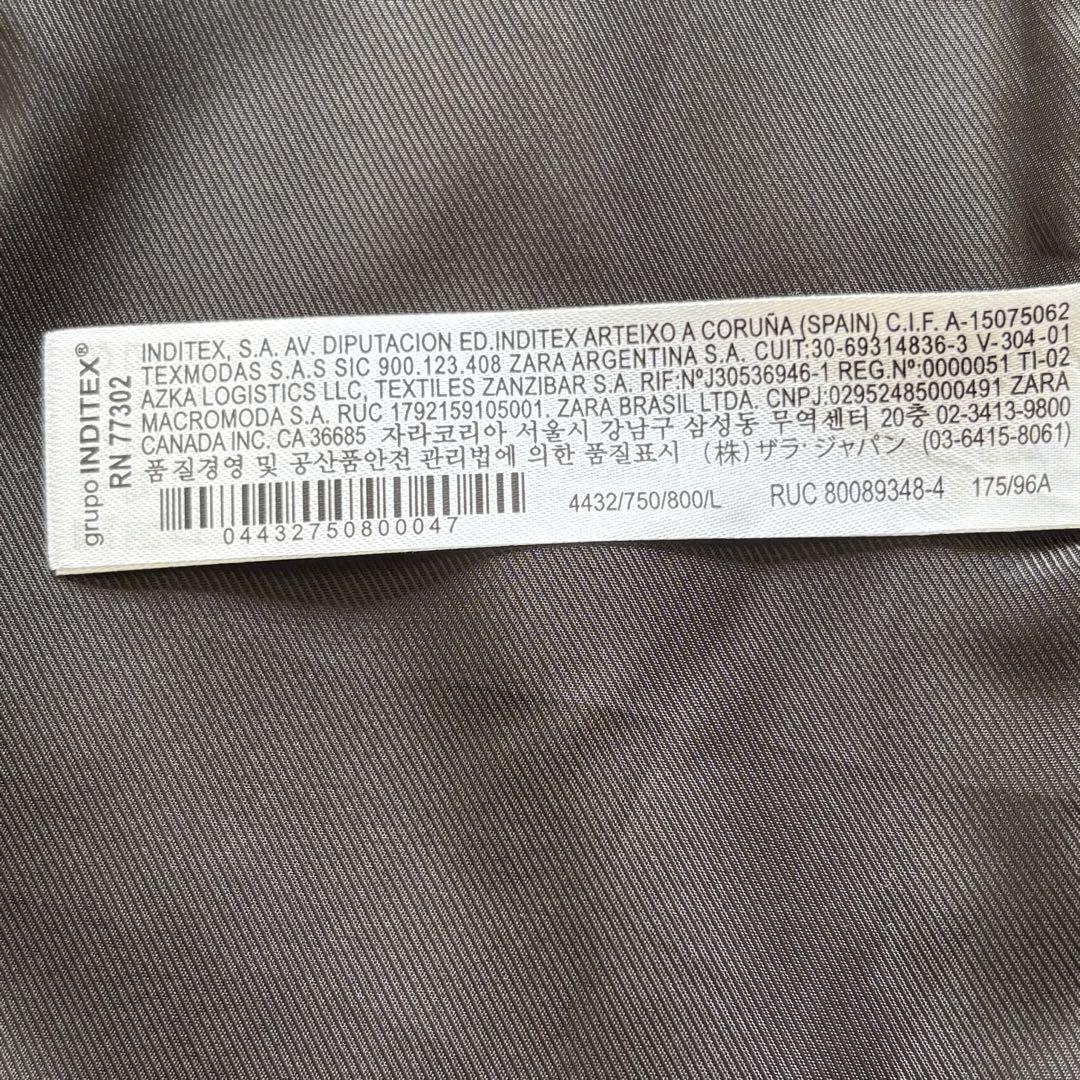 grupo INDITEX®
RN 77302
INDITEX, S.A. AV. DIPUTACION ED.INDITEX ARTEIXO A CORUÑA (SPAIN) C.I.F. A-15075062
TEXMODAS S.A.S SIC 900.123.408 ZARA ARGENTINA S.A. CUIT:30-69314836-3 V-304-01
AZKA LOGISTICS LLC, TEXTILES ZANZIBAR S.A. RIF:NºJ30536946-1 REG.Nº:0000051 TI-02
MACROMODA S.A. RUC 1792159105001. ZARA BRASIL LTDA. CNPJ:02952485000491 ZARA
CANADA INC. CA 36685 자라코리아 서울시 강남구 삼성동 무역센터 20층 02-3413-9800
품질경영 및 공산품안전 관리법에 의한 품질표시 (株)ザラ・ジャパン (03-6415-8061)
04432750800047
4432/750/800/L RUC 80089348-4 175/96A